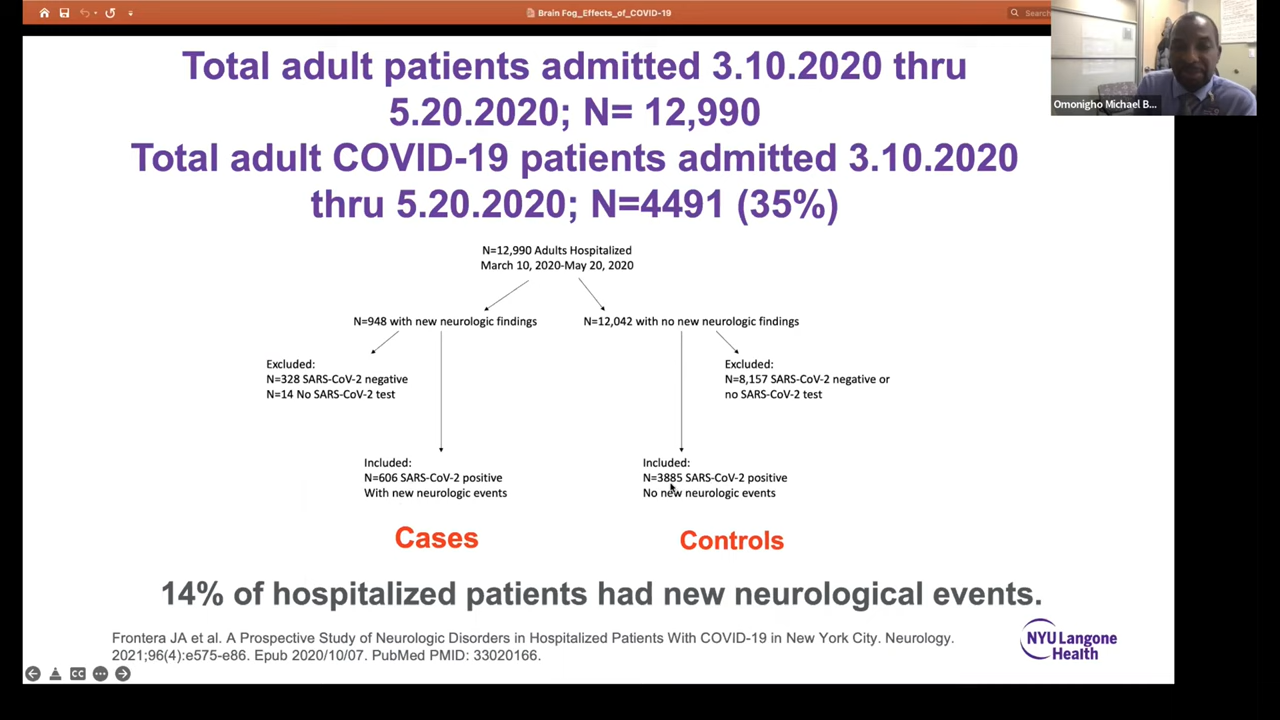 Brain Fog_Effects_of_COVID-19
Search
Total adult patients admitted 3.10.2020 thru
5.20.2020; N= 12,990
Total adult COVID-19 patients admitted 3.10.2020
thru 5.20.2020; N=4491 (35%)
Omonigho Michael B...
N=12,990 Adults Hospitalized
March 10, 2020-May 20, 2020
N=948 with new neurologic findings
N=12,042 with no new neurologic findings
Excluded:
N=328 SARS-CoV-2 negative
N=14 No SARS-CoV-2 test
Excluded:
N=8,157 SARS-CoV-2 negative or
no SARS-CoV-2 test
Included:
N=606 SARS-CoV-2 positive
With new neurologic events
Included:
N=3885 SARS-CoV-2 positive
No new neurologic events
Cases
Controls
14% of hospitalized patients had new neurological events.
Frontera JA et al. A Prospective Study of Neurologic Disorders in Hospitalized Patients With COVID-19 in New York City. Neurology.
2021;96(4):e575-e86. Epub 2020/10/07. PubMed PMID: 33020166.
NYU Langone
Health
CC